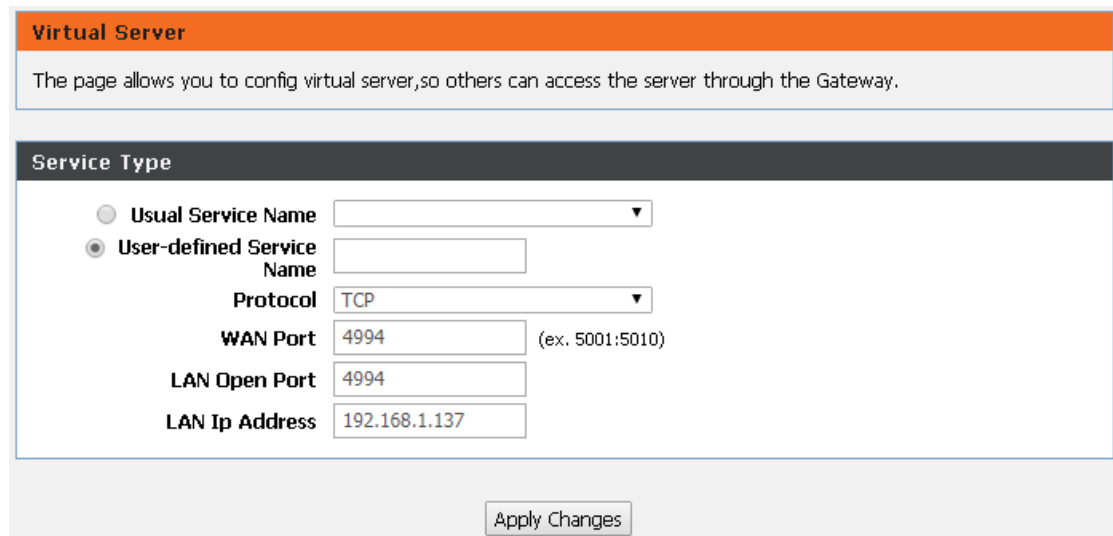 Virtual Server
The page allows you to config virtual server,so others can access the server through the Gateway.
Service Type
Usual Service Name
User-defined Service
Name
Protocol TCP
WAN Port 4994 (ex. 5001:5010)
LAN Open Port 4994
LAN Ip Address 192.168.1.137
Apply Changes